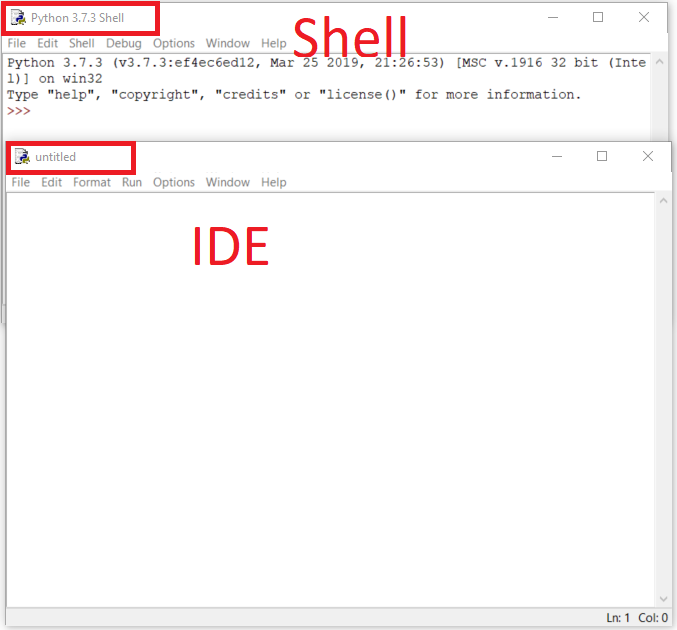 Python 3.7.3 Shell
Shell
File Edit Shell Debug Options Window Help
Python 3.7.3 (v3.7.3:ef4ec6ed12, Mar 25 2019, 21:26:53) [MSC v.1916 32 bit (Inte
l)] on win32
Type "help", "copyright", "credits" or "license()" for more information.
>>>
untitled
File Edit Format Run Options Window Help
IDE
Ln: 1 Col: 0